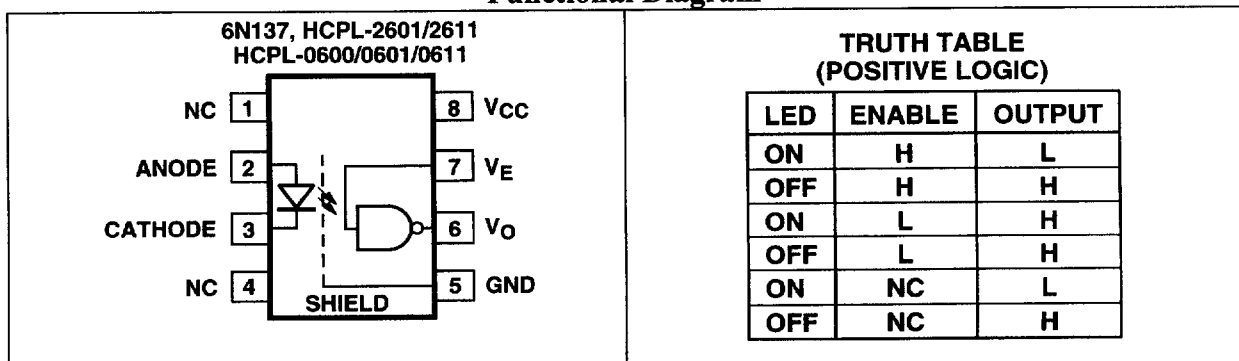 Functional Diagram
6N137, HCPL-2601/2611
HCPL-0600/0601/0611
NC 1
ANODE 2
CATHODE 3
NC 4
8 VCC
7 VE
6 VO
5 GND
SHIELD
TRUTH TABLE
(POSITIVE LOGIC)
LED ENABLE OUTPUT
ON H L
OFF H H
ON L H
OFF L H
ON NC L
OFF NC H